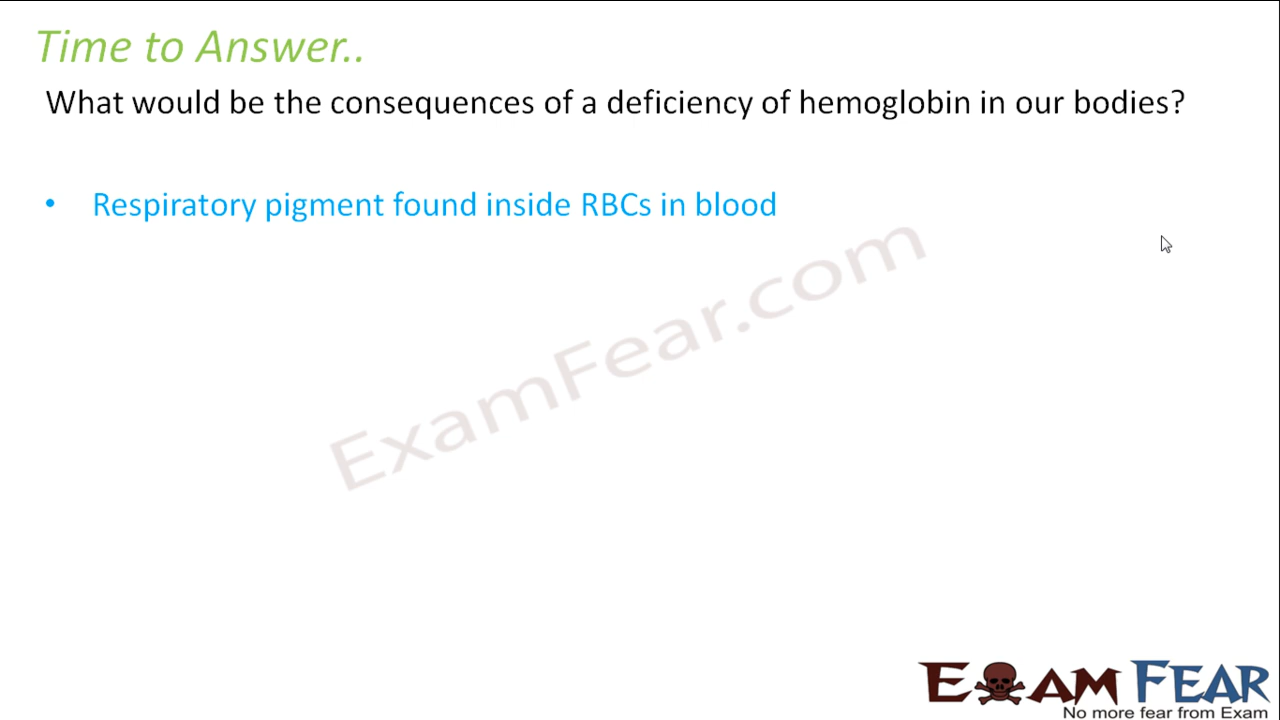 Time to Answer..
What would be the consequences of a deficiency of hemoglobin in our bodies?
• Respiratory pigment found inside RBCs in blood
ExamFear.com
EXAM FEAR
No more fear from Exam